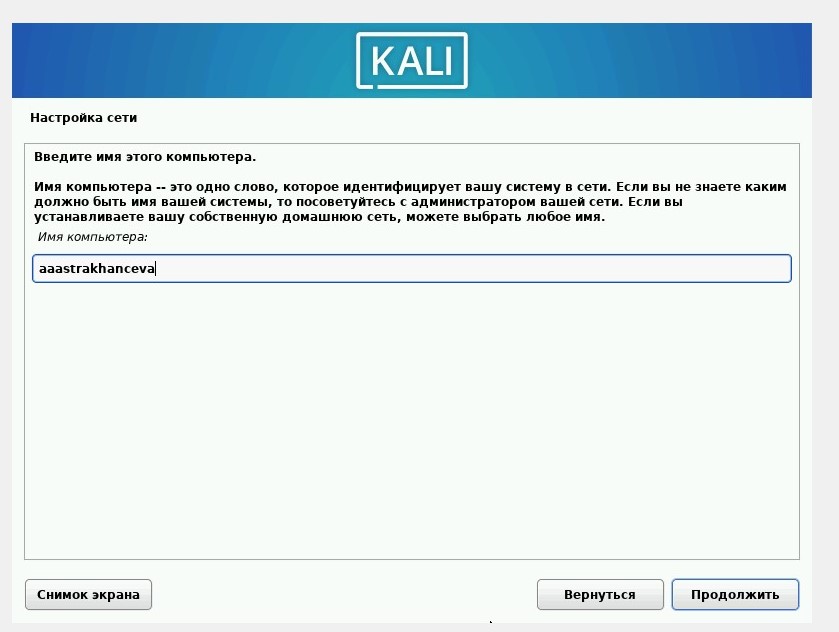 KALI
Настройка сети
Введите имя этого компьютера.
Имя компьютера -- это одно слово, которое идентифицирует вашу систему в сети. Если вы не знаете каким
должно быть имя вашей системы, то посоветуйтесь с администратором вашей сети. Если вы
устанавливаете вашу собственную домашнюю сеть, можете выбрать любое имя.
Имя компьютера:
aaastrakhanceva
Снимок экрана
Вернуться
Продолжить